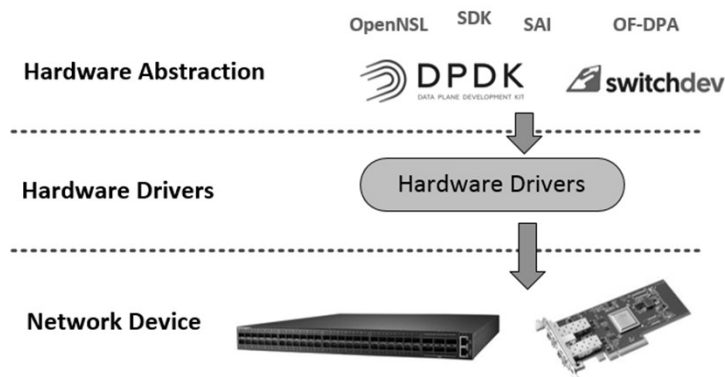 OpenNSL SDK SAI OF-DPA
Hardware Abstraction
DPDK
DATA PLANE DEVELOPMENT KIT
switchdev
Hardware Drivers
Hardware Drivers
Network Device